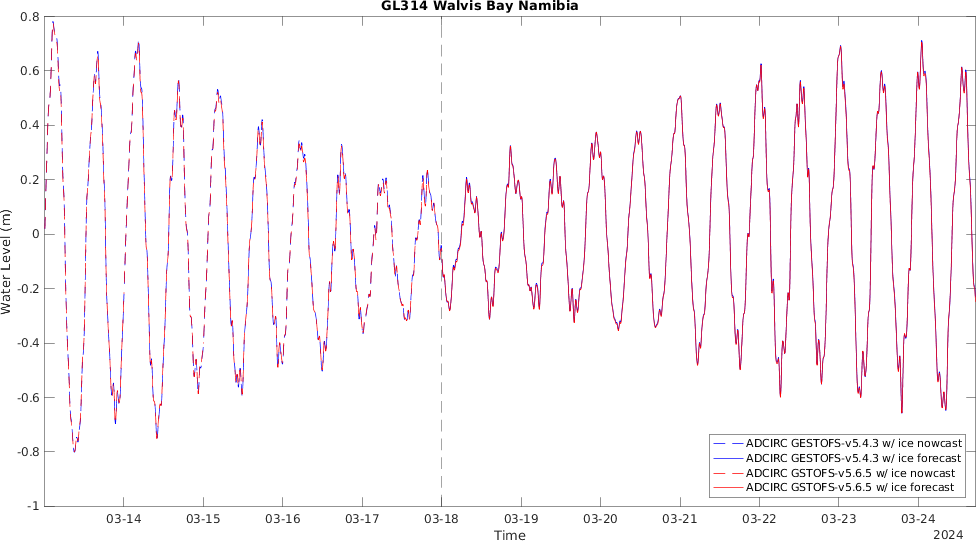 GL314 Walvis Bay Namibia
0.8
0.6
0.4
0.2
0
-0.2
-0.4
-0.6
-0.8
-1
Water Level (m)
ADCIRC GESTOFS-v5.4.3 w/ ice nowcast
ADCIRC GESTOFS-v5.4.3 w/ ice forecast
ADCIRC GSTOFS-v5.6.5 w/ ice nowcast
ADCIRC GSTOFS-v5.6.5 w/ ice forecast
03-14 03-15 03-16 03-17 03-18 03-19 03-20 03-21 03-22 03-23 03-24
Time
2024